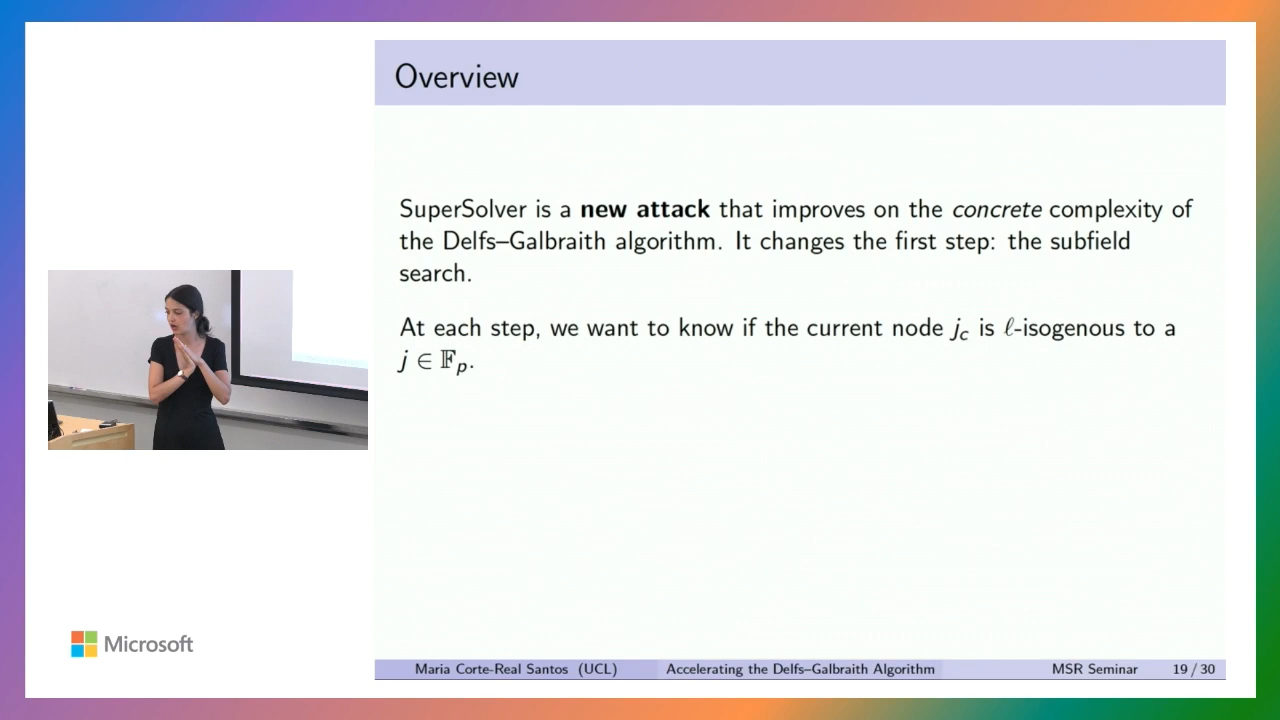 Overview
SuperSolver is a new attack that improves on the concrete complexity of
the Delfs–Galbraith algorithm. It changes the first step: the subfield
search.
At each step, we want to know if the current node j_c is ℓ-isogenous to a
j ∈ 𝔽_p.
Microsoft
Maria Corte-Real Santos (UCL) Accelerating the Delfs–Galbraith Algorithm MSR Seminar 19 / 30